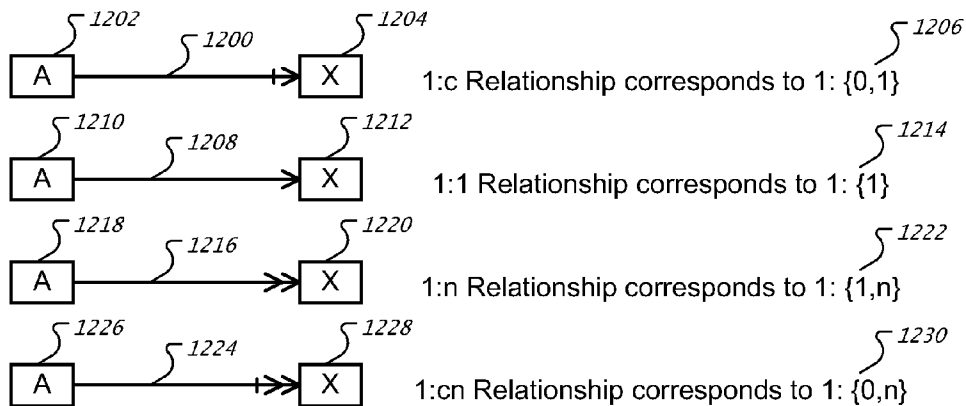 1202 1200 1204 1206
A X 1:c Relationship corresponds to 1: {0,1}
1210 1208 1212 1214
A X 1:1 Relationship corresponds to 1: {1}
1218 1216 1220 1222
A X 1:n Relationship corresponds to 1: {1,n}
1226 1224 1228 1230
A X 1:cn Relationship corresponds to 1: {0,n}